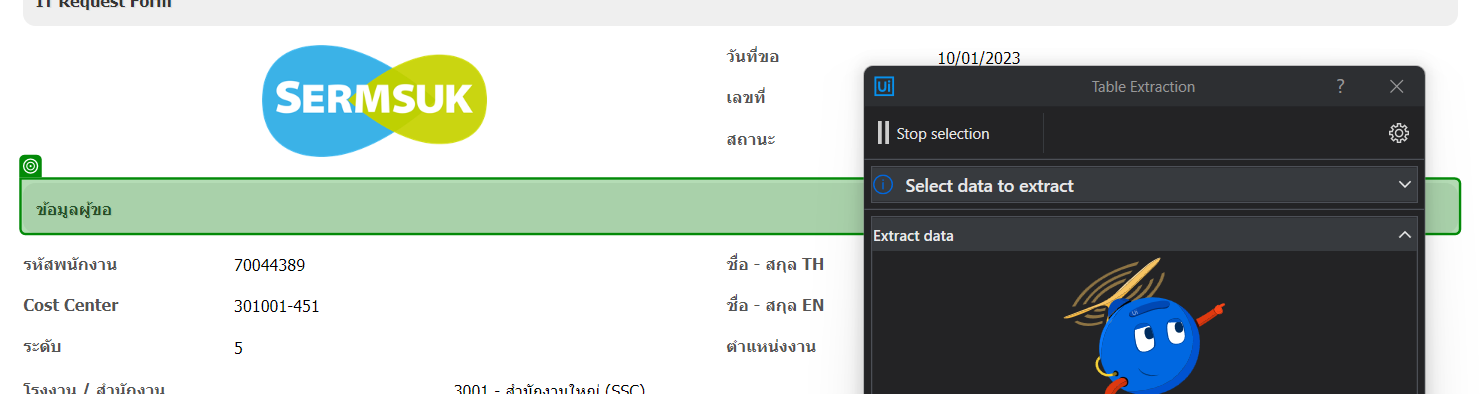 IT Request Form
SERMSUK
วันที่ขอ 10/01/2023
เลขที่
สถานะ
ข้อมูลผู้ขอ
รหัสพนักงาน 70044389
ชื่อ - สกุล TH
Cost Center 301001-451
ชื่อ - สกุล EN
ระดับ 5
ตำแหน่งงาน
โรงงาน / สำนักงาน 3001 - สำนักงานใหญ่ (SSC)
Ui Table Extraction ?
Stop selection
Select data to extract
Extract data